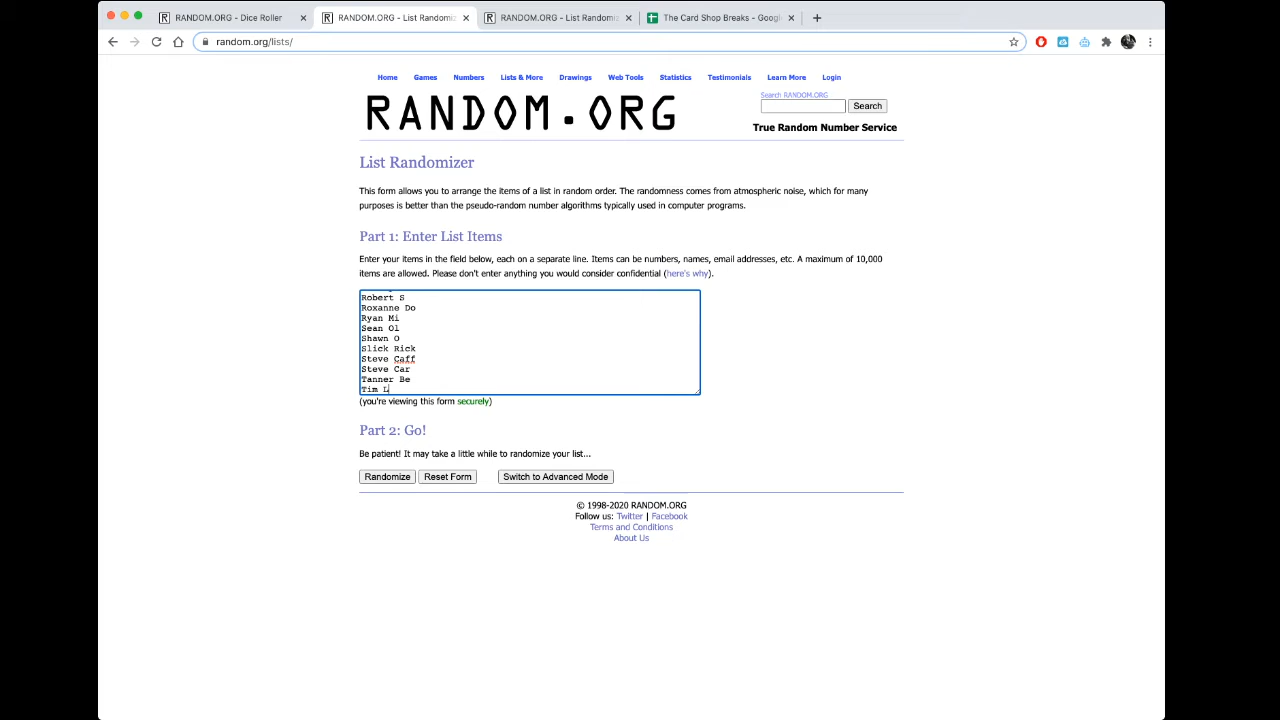 RANDOM.ORG - Dice Roller
RANDOM.ORG - List Randomiz
RANDOM.ORG - List Randomiz
The Card Shop Breaks - Googl
random.org/lists/
Home Games Numbers Lists & More Drawings Web Tools Statistics Testimonials Learn More Login
RANDOM.ORG
Search RANDOM.ORG
Search
True Random Number Service
List Randomizer
This form allows you to arrange the items of a list in random order. The randomness comes from atmospheric noise, which for many
purposes is better than the pseudo-random number algorithms typically used in computer programs.
Part 1: Enter List Items
Enter your items in the field below, each on a separate line. Items can be numbers, names, email addresses, etc. A maximum of 10,000
items are allowed. Please don't enter anything you would consider confidential (here's why).
Robert S
Roxanne Do
Ryan Mi
Sean Ol
Shawn O
Slick Rick
Steve Caff
Steve Car
Tanner Be
Tim L
(you're viewing this form securely)
Part 2: Go!
Be patient! It may take a little while to randomize your list...
Randomize Reset Form Switch to Advanced Mode
© 1998-2020 RANDOM.ORG
Follow us: Twitter | Facebook
Terms and Conditions
About Us